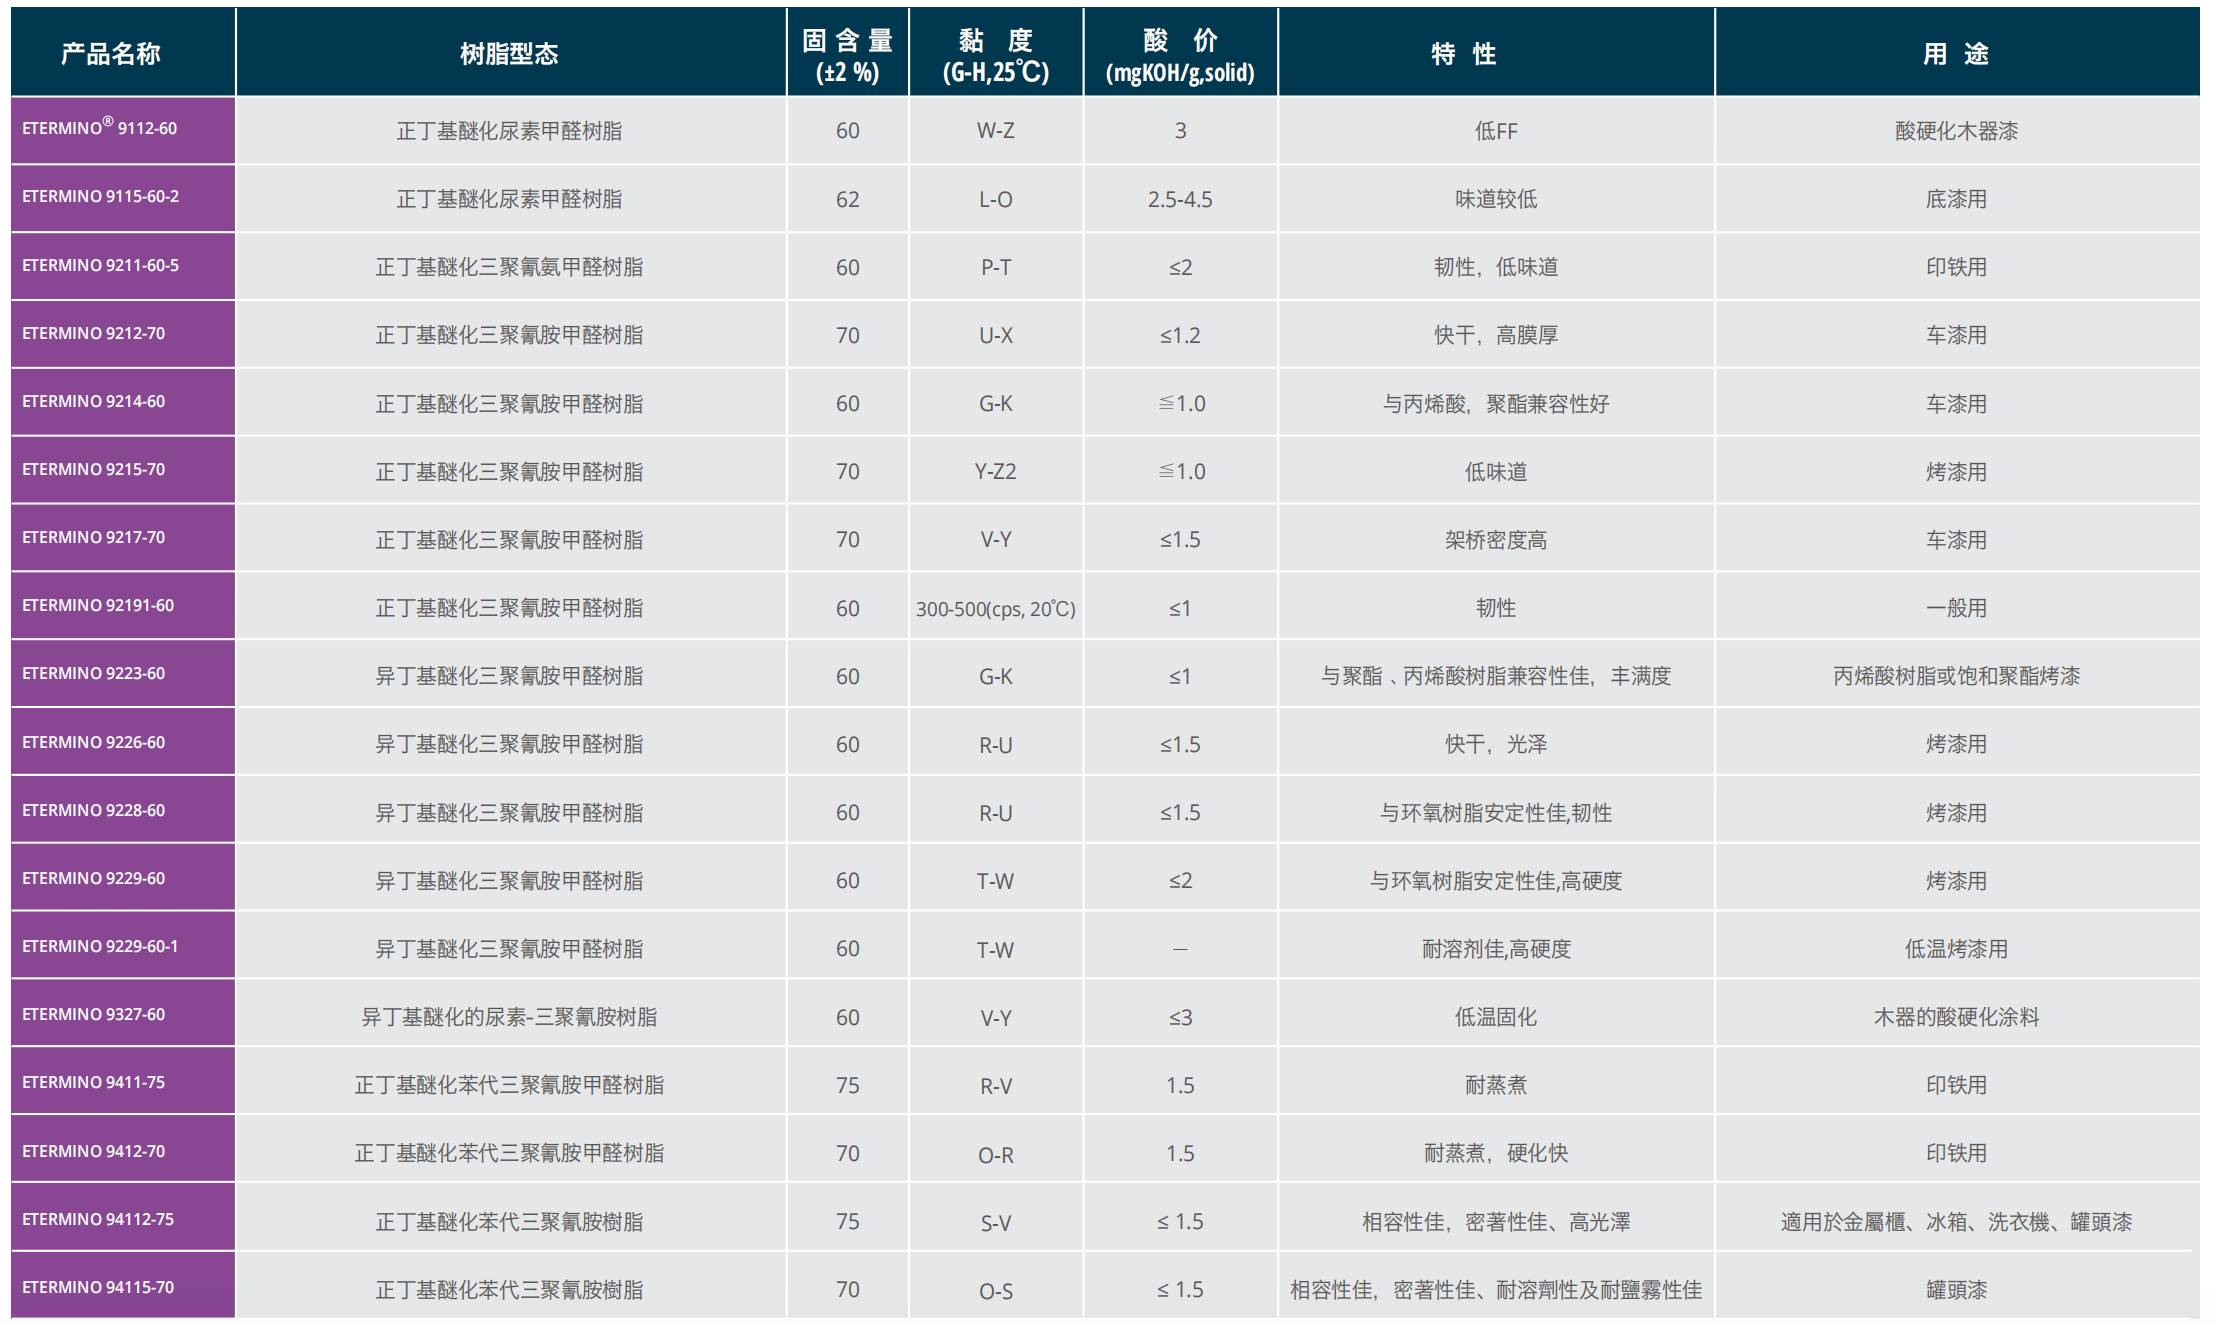 产品名称 树脂型态 固含量 (±2 %) 黏度 (G-H,25℃) 酸价 (mgKOH/g,solid) 特性 用途
ETERMINO® 9112-60 正丁基醚化尿素甲醛树脂 60 W-Z 3 低FF 酸硬化木器漆
ETERMINO 9115-60-2 正丁基醚化尿素甲醛树脂 62 L-O 2.5-4.5 味道较低 底漆用
ETERMINO 9211-60-5 正丁基醚化三聚氰氨甲醛树脂 60 P-T ≤2 韧性，低味道 印铁用
ETERMINO 9212-70 正丁基醚化三聚氰胺甲醛树脂 70 U-X ≤1.2 快干，高膜厚 车漆用
ETERMINO 9214-60 正丁基醚化三聚氰胺甲醛树脂 60 G-K ≦1.0 与丙烯酸，聚酯兼容性好 车漆用
ETERMINO 9215-70 正丁基醚化三聚氰胺甲醛树脂 70 Y-Z2 ≦1.0 低味道 烤漆用
ETERMINO 9217-70 正丁基醚化三聚氰胺甲醛树脂 70 V-Y ≤1.5 架桥密度高 车漆用
ETERMINO 92191-60 正丁基醚化三聚氰胺甲醛树脂 60 300-500(cps, 20℃) ≤1 韧性 一般用
ETERMINO 9223-60 异丁基醚化三聚氰胺甲醛树脂 60 G-K ≤1 与聚酯、丙烯酸树脂兼容性佳，丰满度 丙烯酸树脂或饱和聚酯烤漆
ETERMINO 9226-60 异丁基醚化三聚氰胺甲醛树脂 60 R-U ≤1.5 快干，光泽 烤漆用
ETERMINO 9228-60 异丁基醚化三聚氰胺甲醛树脂 60 R-U ≤1.5 与环氧树脂安定性佳,韧性 烤漆用
ETERMINO 9229-60 异丁基醚化三聚氰胺甲醛树脂 60 T-W ≤2 与环氧树脂安定性佳,高硬度 烤漆用
ETERMINO 9229-60-1 异丁基醚化三聚氰胺甲醛树脂 60 T-W — 耐溶剂佳,高硬度 低温烤漆用
ETERMINO 9327-60 异丁基醚化的尿素-三聚氰胺树脂 60 V-Y ≤3 低温固化 木器的酸硬化涂料
ETERMINO 9411-75 正丁基醚化苯代三聚氰胺甲醛树脂 75 R-V 1.5 耐蒸煮 印铁用
ETERMINO 9412-70 正丁基醚化苯代三聚氰胺甲醛树脂 70 O-R 1.5 耐蒸煮，硬化快 印铁用
ETERMINO 94112-75 正丁基醚化苯代三聚氰胺樹脂 75 S-V ≤ 1.5 相容性佳，密著性佳、高光澤 適用於金屬櫃、冰箱、洗衣機、罐頭漆
ETERMINO 94115-70 正丁基醚化苯代三聚氰胺樹脂 70 O-S ≤ 1.5 相容性佳，密著性佳、耐溶劑性及耐鹽霧性佳 罐頭漆